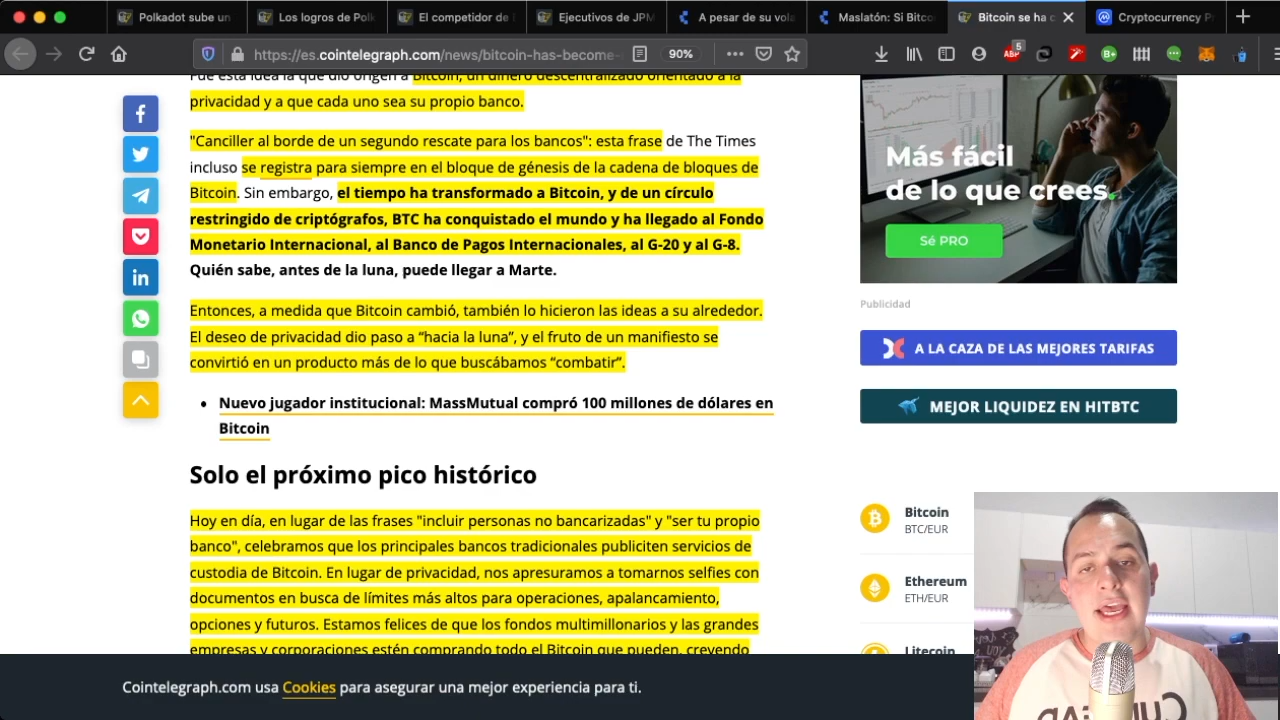 Polkadot sube un
Los logros de Polk
El competidor de
Ejecutivos de JPM
A pesar de su vola
Maslatón: Si Bitco
Bitcoin se ha c
Cryptocurrency P
https://es.cointelegraph.com/news/bitcoin-has-become-
90%
ABP
5
B+
Fue esta idea la que dio origen a Bitcoin, un dinero descentralizado orientado a la
privacidad y a que cada uno sea su propio banco.
"Canciller al borde de un segundo rescate para los bancos": esta frase de The Times
incluso se registra para siempre en el bloque de génesis de la cadena de bloques de
Bitcoin. Sin embargo, el tiempo ha transformado a Bitcoin, y de un círculo
restringido de criptógrafos, BTC ha conquistado el mundo y ha llegado al Fondo
Monetario Internacional, al Banco de Pagos Internacionales, al G-20 y al G-8.
Quién sabe, antes de la luna, puede llegar a Marte.
Entonces, a medida que Bitcoin cambió, también lo hicieron las ideas a su alrededor.
El deseo de privacidad dio paso a “hacia la luna”, y el fruto de un manifiesto se
convirtió en un producto más de lo que buscábamos “combatir”.
• Nuevo jugador institucional: MassMutual compró 100 millones de dólares en
Bitcoin
Solo el próximo pico histórico
Hoy en día, en lugar de las frases "incluir personas no bancarizadas" y "ser tu propio
banco", celebramos que los principales bancos tradicionales publiciten servicios de
custodia de Bitcoin. En lugar de privacidad, nos apresuramos a tomarnos selfies con
documentos en busca de límites más altos para operaciones, apalancamiento,
opciones y futuros. Estamos felices de que los fondos multimillonarios y las grandes
empresas y corporaciones estén comprando todo el Bitcoin que pueden, creyendo
Más fácil
de lo que crees.
Sé PRO
Publicidad
A LA CAZA DE LAS MEJORES TARIFAS
MEJOR LIQUIDEZ EN HITBTC
Bitcoin
BTC/EUR
Ethereum
ETH/EUR
Litecoin
Cointelegraph.com usa Cookies para asegurar una mejor experiencia para ti.